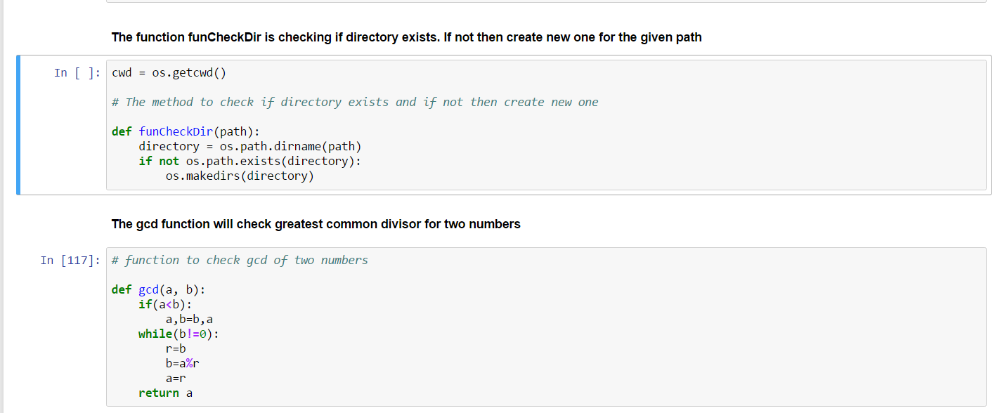 The function funCheckDir is checking if directory exists. If not then create new one for the given path
In [ ]: cwd = os.getcwd()
# The method to check if directory exists and if not then create new one
def funCheckDir(path):
    directory = os.path.dirname(path)
    if not os.path.exists(directory):
        os.makedirs(directory)
The gcd function will check greatest common divisor for two numbers
In [117]: # function to check gcd of two numbers
def gcd(a, b):
    if(a<b):
        a,b=b,a
    while(b!=0):
        r=b
        b=a%r
        a=r
    return a